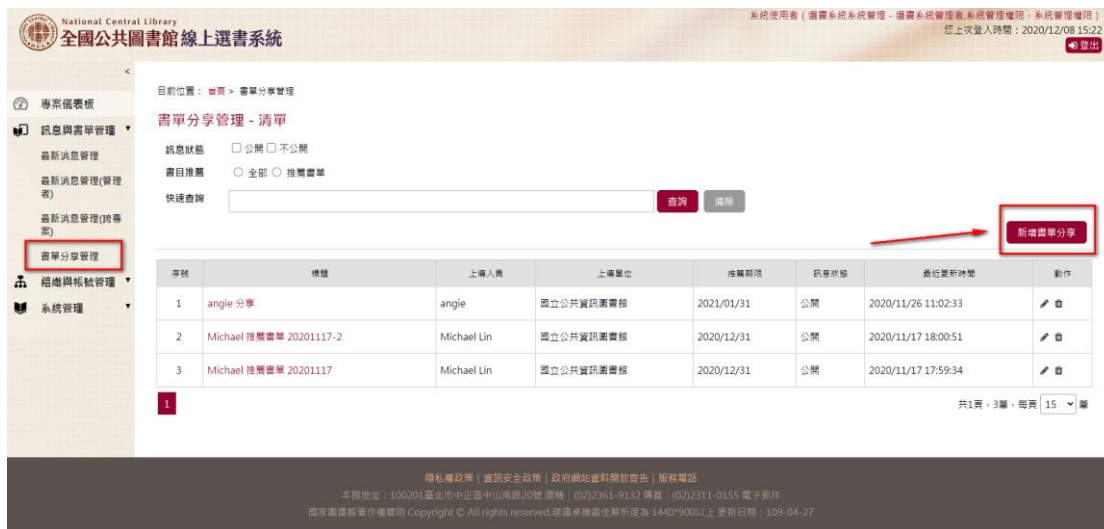 National Central Library
全國公共圖書館線上選書系統
系統使用者 ( 選書系統系統管理 - 選書系統管理者,系統管理權限,系統管理權限 )
您上次登入時間：2020/12/08 15:22
登出
<
專案儀表板
訊息與書單管理
最新消息管理
最新消息管理(管理者)
最新消息管理(跨專案)
書單分享管理
組織與帳號管理
系統管理
目前位置： 首頁 > 書單分享管理
書單分享管理 - 清單
訊息狀態 公開 不公開
書目推薦 全部 推薦書單
快速查詢 查詢 清除
新增書單分享
序號 標題 上傳人員 上傳單位 推薦期限 訊息狀態 最近更新時間 動作
1 angie 分享 angie 國立公共資訊圖書館 2021/01/31 公開 2020/11/26 11:02:33
2 Michael 推薦書單 20201117-2 Michael Lin 國立公共資訊圖書館 2020/12/31 公開 2020/11/17 18:00:51
3 Michael 推薦書單 20201117 Michael Lin 國立公共資訊圖書館 2020/12/31 公開 2020/11/17 17:59:34
1
共1頁，3筆，每頁 15 筆
隱私權政策 | 資訊安全政策 | 政府網站資料開放宣告 | 服務電話
本館地址：100201臺北市中正區中山南路20號 總機：(02)2361-9132 傳真：(02)2311-0155 電子郵件
國家圖書館著作權聲明 Copyright © All rights reserved.建議桌機最佳解析度為 1440*900以上 更新日期：109-04-27